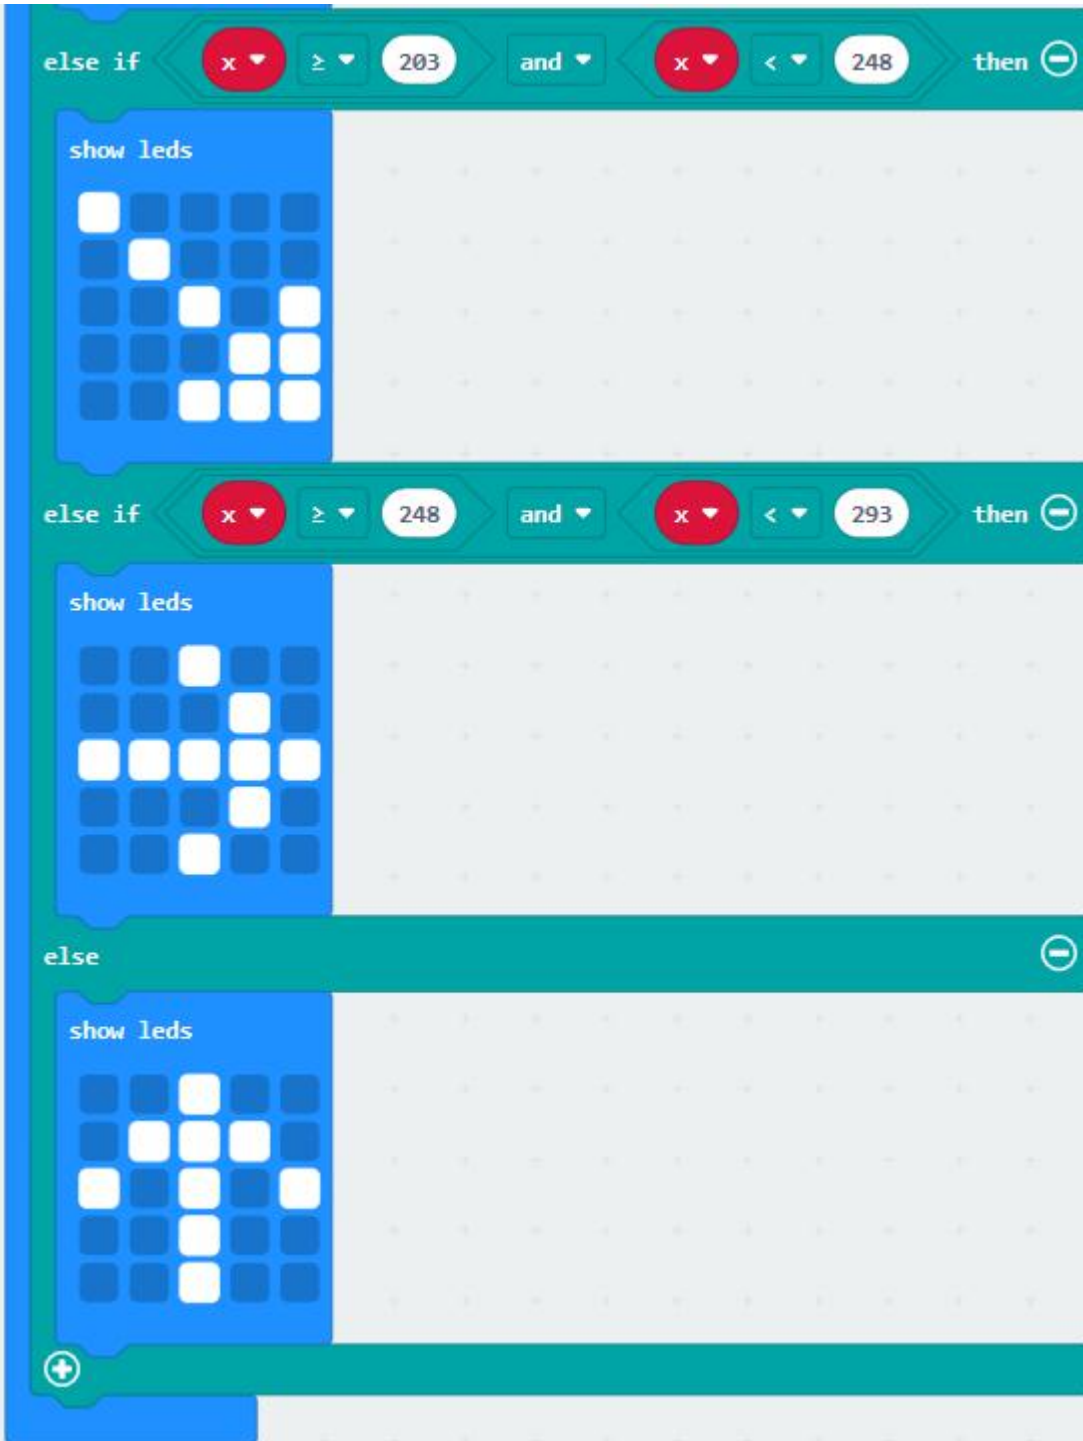 else if x ≥ 203 and x < 248 then
show leds
else if x ≥ 248 and x < 293 then
show leds
else
show leds